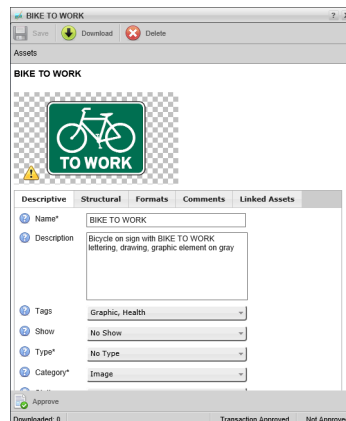 BIKE TO WORK ?
Save Download Delete
Assets
BIKE TO WORK
TO WORK
Descriptive Structural Formats Comments Linked Assets
Name* BIKE TO WORK
Description Bicycle on sign with BIKE TO WORK
lettering, drawing, graphic element on gray
Tags Graphic, Health
Show No Show
Type* No Type
Category* Image
Approve
Downloaded: 0 Transaction Approved Not Approve